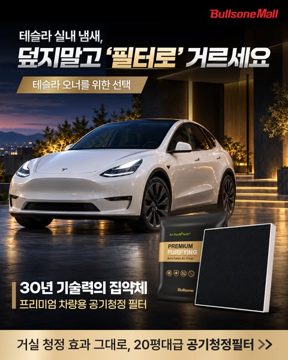 BullsoneMall
테슬라 실내 냄새,
덮지말고 '필터로' 거르세요
테슬라 오너를 위한 선택
PREMIUM
PURIFYING
Bullsone
30년 기술력의 집약체
프리미엄 차량용 공기청정 필터
거실 청정 효과 그대로, 20평대급 공기청정필터 >>